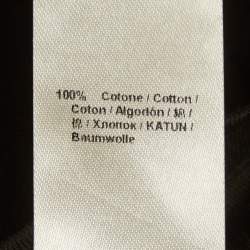 100% Cotone / Cotton /
Coton / Algodón / 綿 /
棉 / Хлопок / KATUN /
Baumwolle